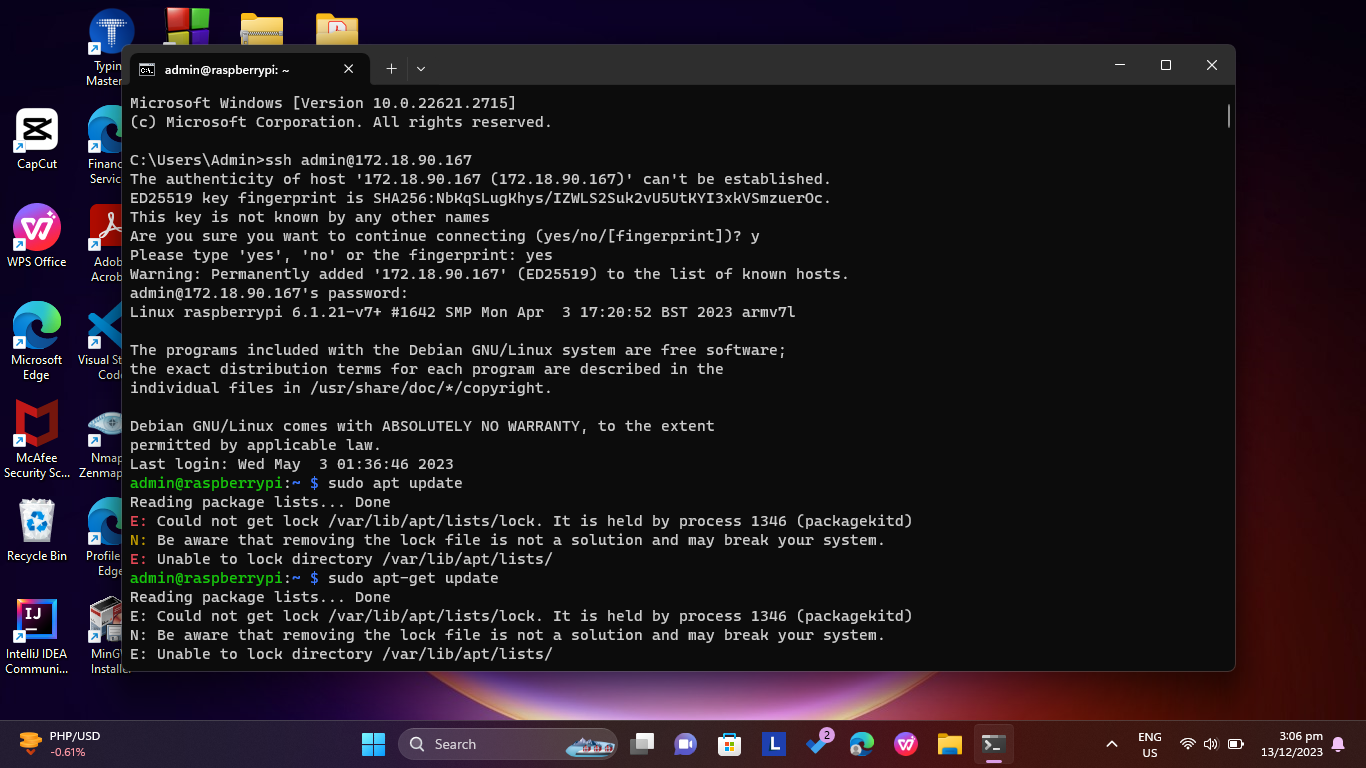 Typing
Master...
CapCut
Financ
Servic
WPS Office
Adob
Acrob
Microsoft
Edge
Visual St
Code
McAfee
Security Sc...
Nmap
Zenmap
Recycle Bin
Profile
Edge
IJ
IntelliJ IDEA
Communi...
MinG
Installer
admin@raspberrypi: ~
Microsoft Windows [Version 10.0.22621.2715]
(c) Microsoft Corporation. All rights reserved.
C:\Users\Admin>ssh admin@172.18.90.167
The authenticity of host '172.18.90.167 (172.18.90.167)' can't be established.
ED25519 key fingerprint is SHA256:NbKqSLugKhys/IZWLS2Suk2vU5UtKYI3xkVSmzuerOc.
This key is not known by any other names
Are you sure you want to continue connecting (yes/no/[fingerprint])? y
Please type 'yes', 'no' or the fingerprint: yes
Warning: Permanently added '172.18.90.167' (ED25519) to the list of known hosts.
admin@172.18.90.167's password:
Linux raspberrypi 6.1.21-v7+ #1642 SMP Mon Apr  3 17:20:52 BST 2023 armv7l
The programs included with the Debian GNU/Linux system are free software;
the exact distribution terms for each program are described in the
individual files in /usr/share/doc/*/copyright.
Debian GNU/Linux comes with ABSOLUTELY NO WARRANTY, to the extent
permitted by applicable law.
Last login: Wed May  3 01:36:46 2023
admin@raspberrypi:~ $ sudo apt update
Reading package lists... Done
E: Could not get lock /var/lib/apt/lists/lock. It is held by process 1346 (packagekitd)
N: Be aware that removing the lock file is not a solution and may break your system.
E: Unable to lock directory /var/lib/apt/lists/
admin@raspberrypi:~ $ sudo apt-get update
Reading package lists... Done
E: Could not get lock /var/lib/apt/lists/lock. It is held by process 1346 (packagekitd)
N: Be aware that removing the lock file is not a solution and may break your system.
E: Unable to lock directory /var/lib/apt/lists/
PHP/USD
-0.61%
Search
L
2
ENG
US
3:06 pm
13/12/2023